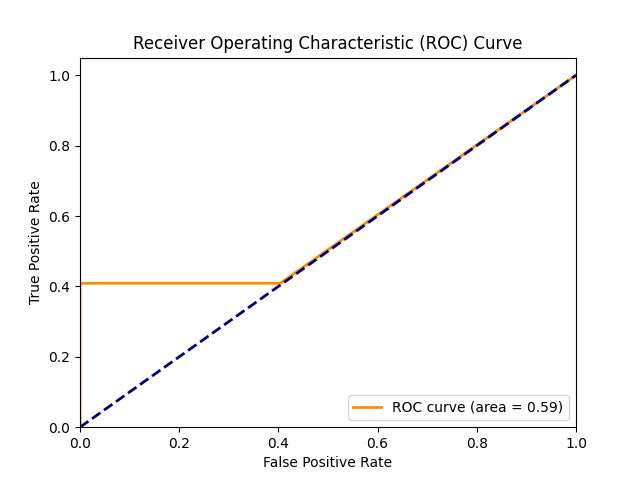 Receiver Operating Characteristic (ROC) Curve
True Positive Rate
1.0
0.8
0.6
0.4
0.2
0.0
0.0 0.2 0.4 0.6 0.8 1.0
False Positive Rate
ROC curve (area = 0.59)